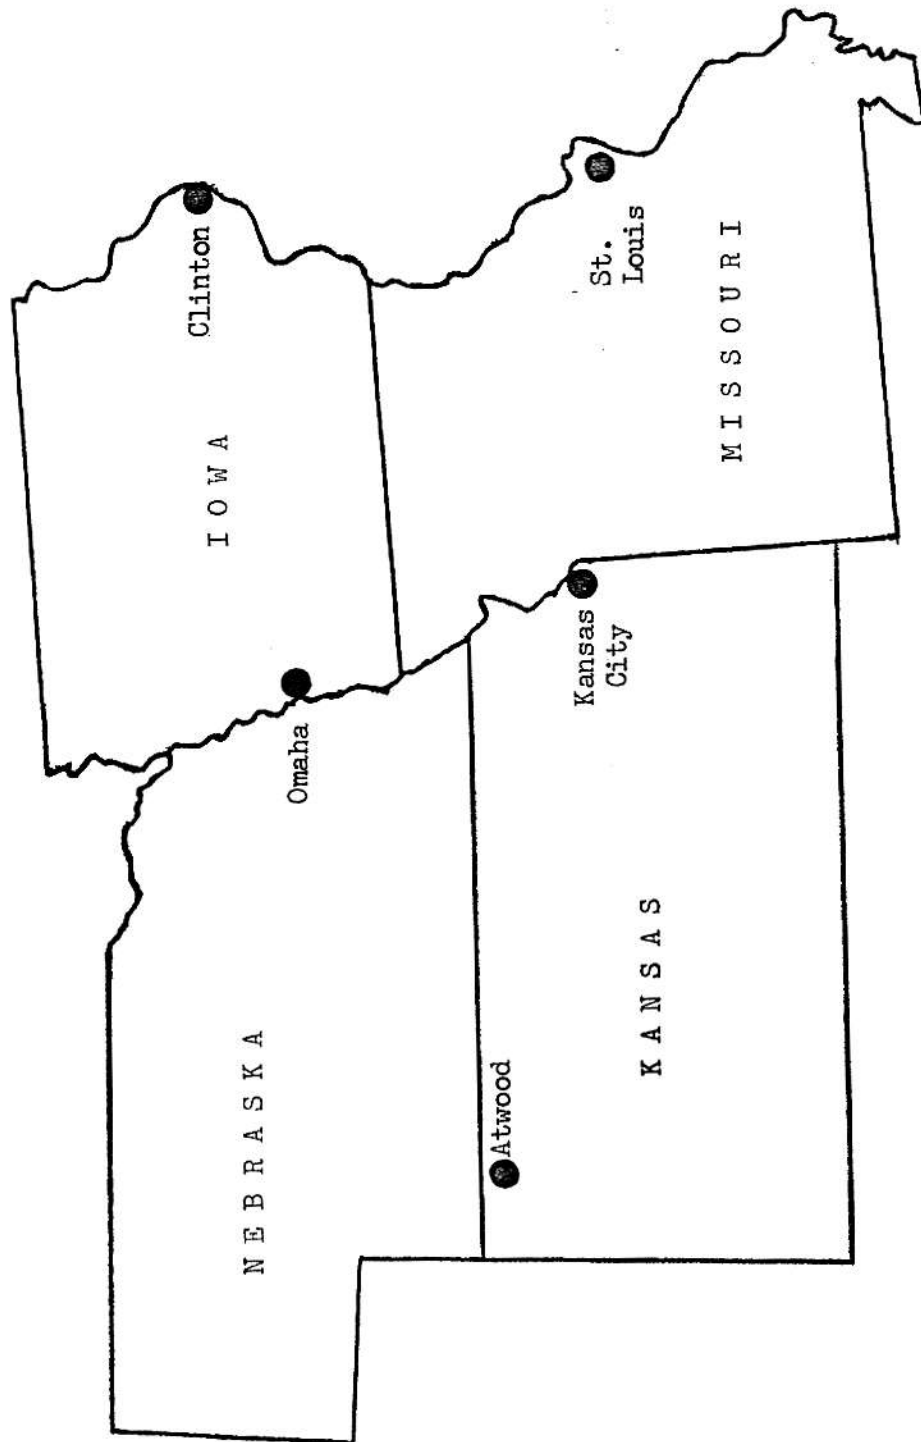 Clinton
IOWA
Omaha
NEBRASKA
St.
Louis
MISSOURI
Kansas
City
Atwood
KANSAS